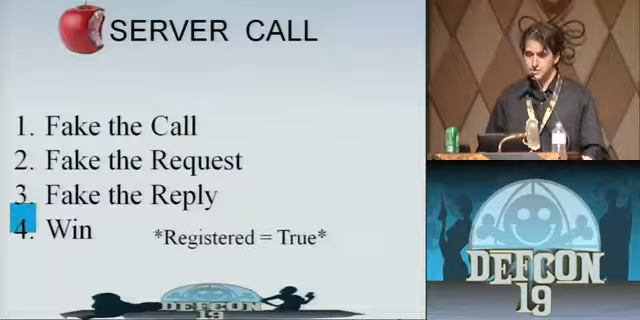 SERVER CALL
1. Fake the Call
2. Fake the Request
3. Fake the Reply
4. Win
*Registered = True*
DEFCON
19
DEFCON
19